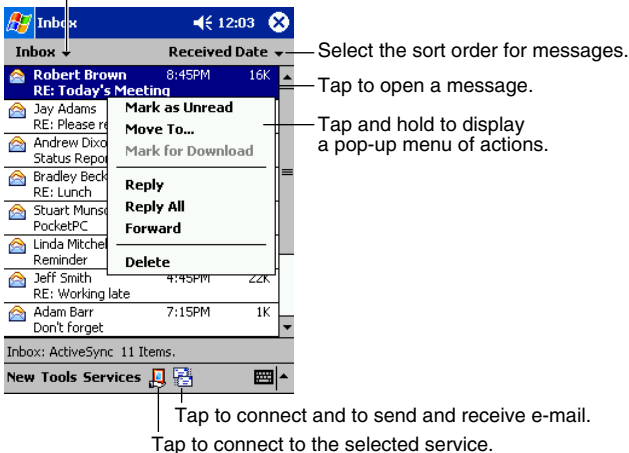 Inbox 12:03
Inbox Received Date
Select the sort order for messages.
Robert Brown 8:45PM 16K
RE: Today's Meeting
Tap to open a message.
Jay Adams
RE: Please re
Mark as Unread
Move To...
Mark for Download
Reply
Reply All
Forward
Delete
Tap and hold to display
a pop-up menu of actions.
Andrew Dixo
Status Repor
Bradley Beck
RE: Lunch
Stuart Munso
PocketPC
Linda Mitchel
Reminder
Jeff Smith 4:45PM 22K
RE: Working late
Adam Barr 7:15PM 1K
Don't forget
Inbox: ActiveSync 11 Items.
New Tools Services
Tap to connect and to send and receive e-mail.
Tap to connect to the selected service.